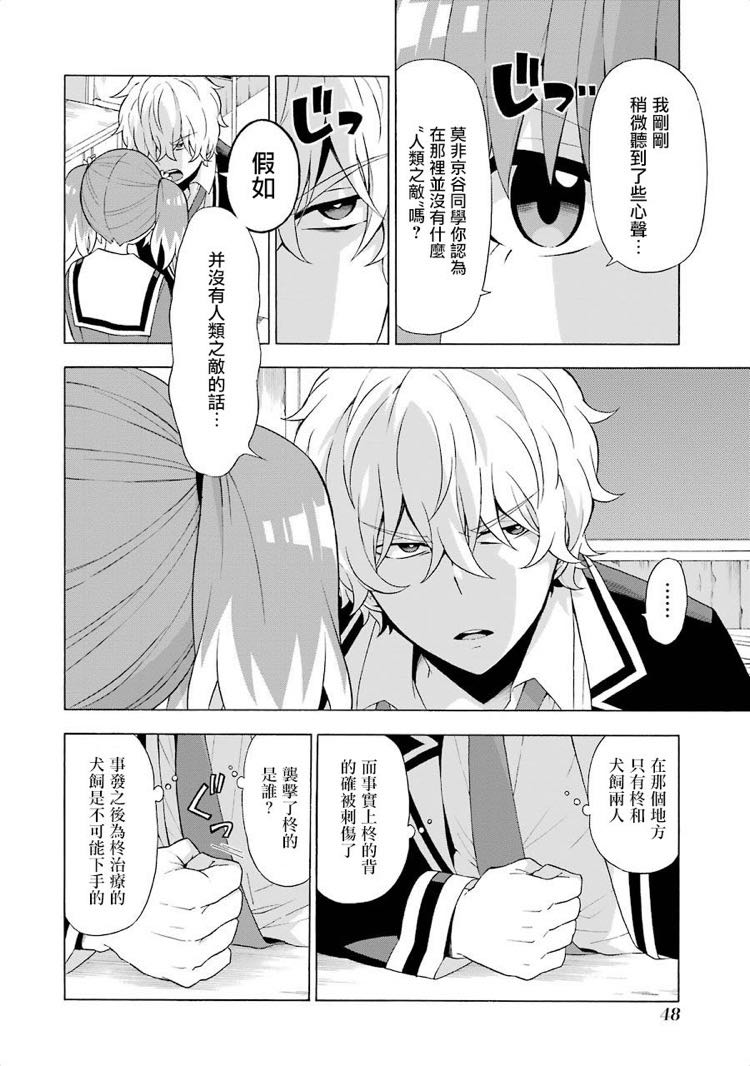 我剛剛
稍微聽到了些心聲…
莫非京谷同學你認為
在那裡並沒有什麼
“人類之敵”嗎？
じっ
じっ
假如
并沒有人類之敵的話…
……
在那個地方
只有柊和
犬飼兩人
而事實上柊的背
的確被刺傷了
襲擊了柊的
是誰？
事發之後為柊治療的
犬飼是不可能下手的
48